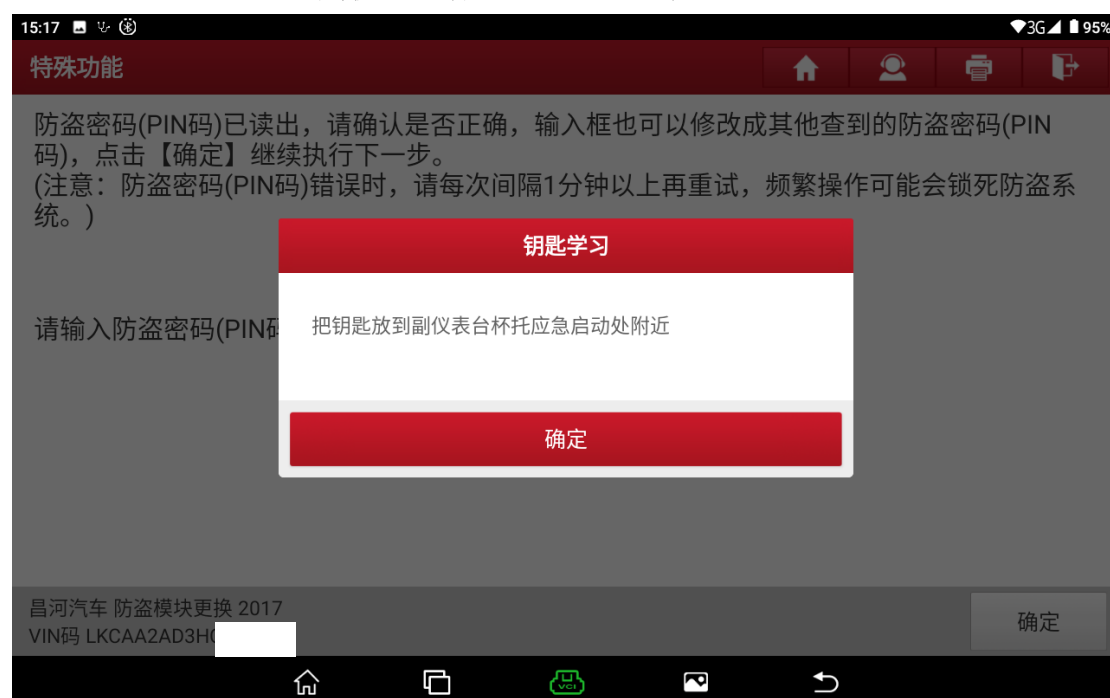 15:17
3G
95%
特殊功能
防盗密码(PIN码)已读出，请确认是否正确，输入框也可以修改成其他查到的防盗密码(PIN
码)，点击【确定】继续执行下一步。
(注意：防盗密码(PIN码)错误时，请每次间隔1分钟以上再重试，频繁操作可能会锁死防盗系
统。)
钥匙学习
请输入防盗密码(PIN码
把钥匙放到副仪表台杯托应急启动处附近
确定
昌河汽车 防盗模块更换 2017
VIN码 LKCAA2AD3H
确定
VCI